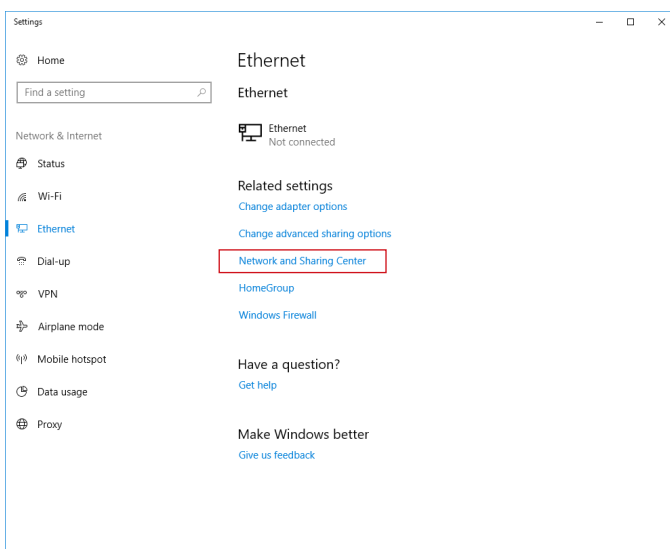 Settings
Home
Find a setting
Network & Internet
Status
Wi-Fi
Ethernet
Dial-up
VPN
Airplane mode
Mobile hotspot
Data usage
Proxy
Ethernet
Ethernet
Ethernet
Not connected
Related settings
Change adapter options
Change advanced sharing options
Network and Sharing Center
HomeGroup
Windows Firewall
Have a question?
Get help
Make Windows better
Give us feedback